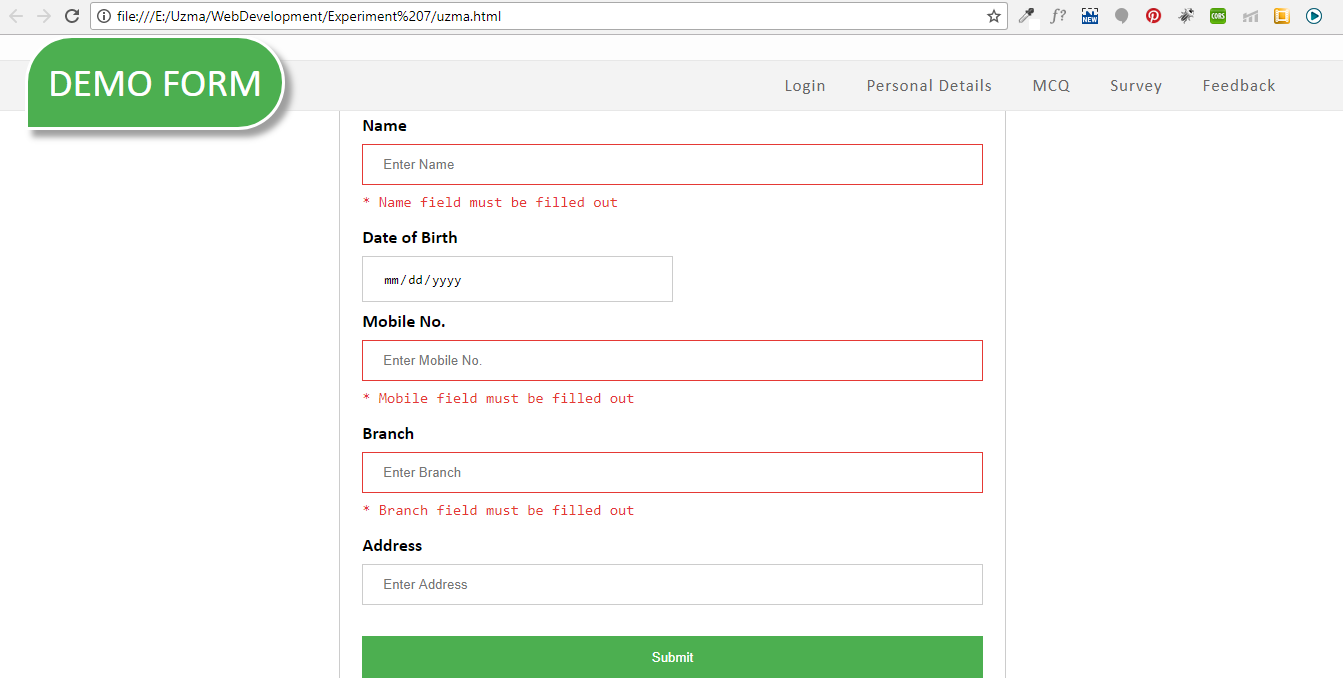 file:///E:/Uzma/WebDevelopment/Experiment%207/uzma.html
f?
NEW
CORS
DEMO FORM
Login Personal Details MCQ Survey Feedback
Name
Enter Name
* Name field must be filled out
Date of Birth
mm/dd/yyyy
Mobile No.
Enter Mobile No.
* Mobile field must be filled out
Branch
Enter Branch
* Branch field must be filled out
Address
Enter Address
Submit